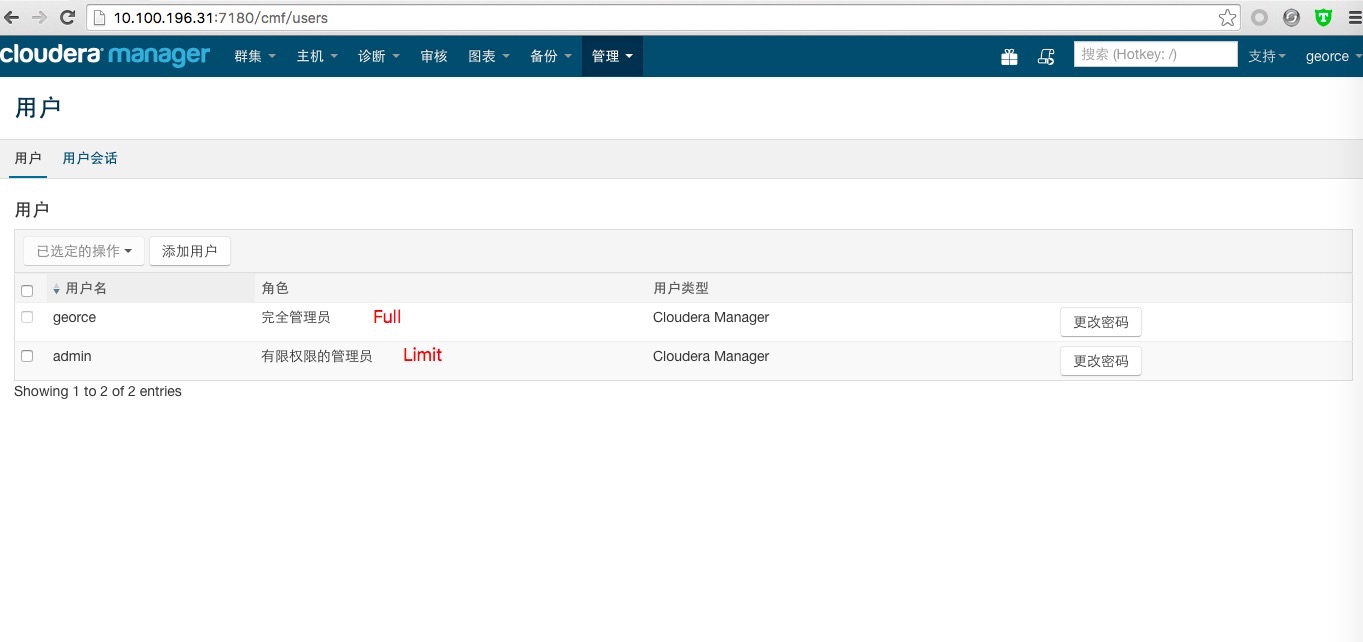 10.100.196.31:7180/cmf/users
cloudera manager 群集 主机 诊断 审核 图表 备份 管理 搜索 (Hotkey: /) 支持 georce
用户
用户 用户会话
用户
已选定的操作 添加用户
用户名 角色 用户类型
georce 完全管理员 Full Cloudera Manager 更改密码
admin 有限权限的管理员 Limit Cloudera Manager 更改密码
Showing 1 to 2 of 2 entries